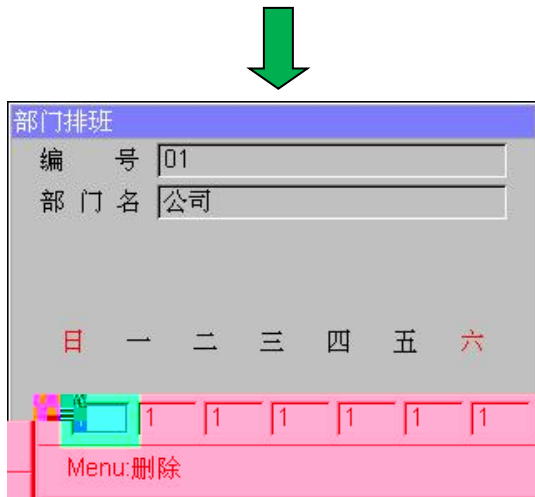 部门排班
编 号 01
部门名 公司
日 一 二 三 四 五 六
1 1 1 1 1 1
Menu:删除